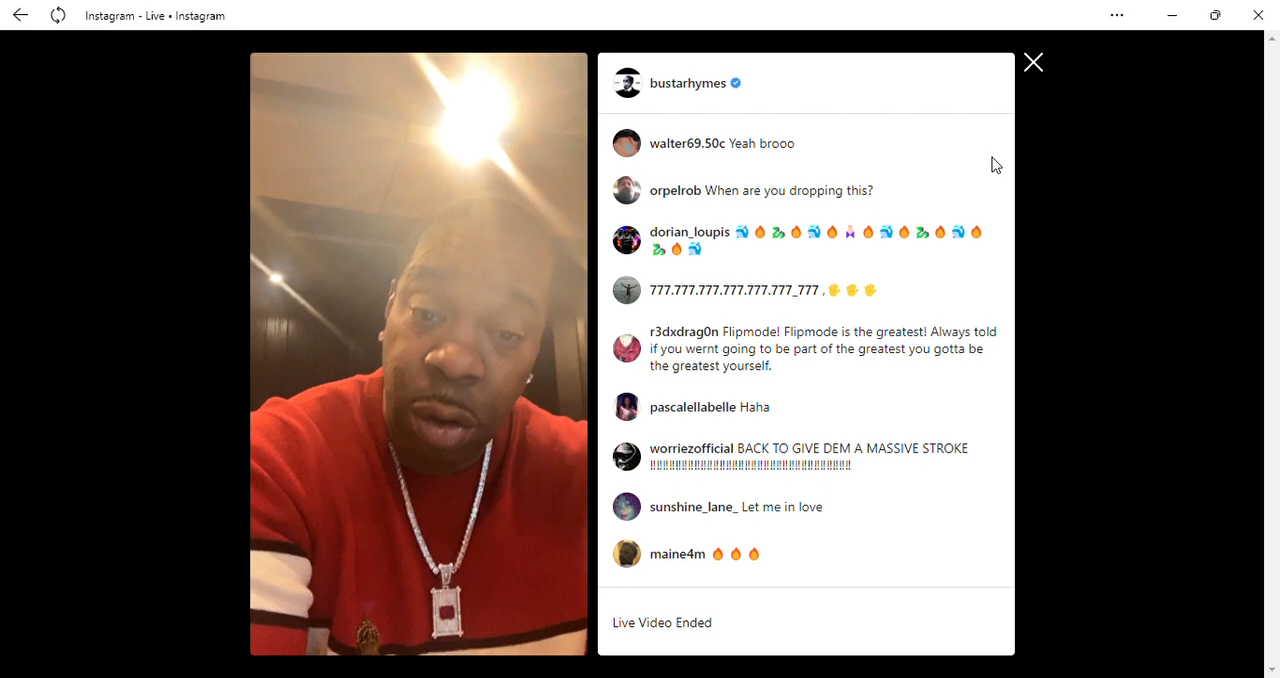 Instagram - Live • Instagram
bustarhymes
walter69.50c Yeah brooo
orpelrob When are you dropping this?
dorian_loupis 🌊🔥🐉🔥🌊🔥🧘🏻‍♀️🔥🌊🔥🐉🔥🌊🔥
🐉🔥🌊
777.777.777.777.777.777_777 ,🖐🖐🖐
r3dxdrag0n Flipmode! Flipmode is the greatest! Always told
if you wernt going to be part of the greatest you gotta be
the greatest yourself.
pascalellabelle Haha
worriezofficial BACK TO GIVE DEM A MASSIVE STROKE
‼‼‼‼‼‼‼‼‼‼‼‼‼‼‼‼‼‼‼‼‼‼‼‼‼‼‼‼‼‼‼
sunshine_lane_ Let me in love
maine4m 🔥🔥🔥
Live Video Ended